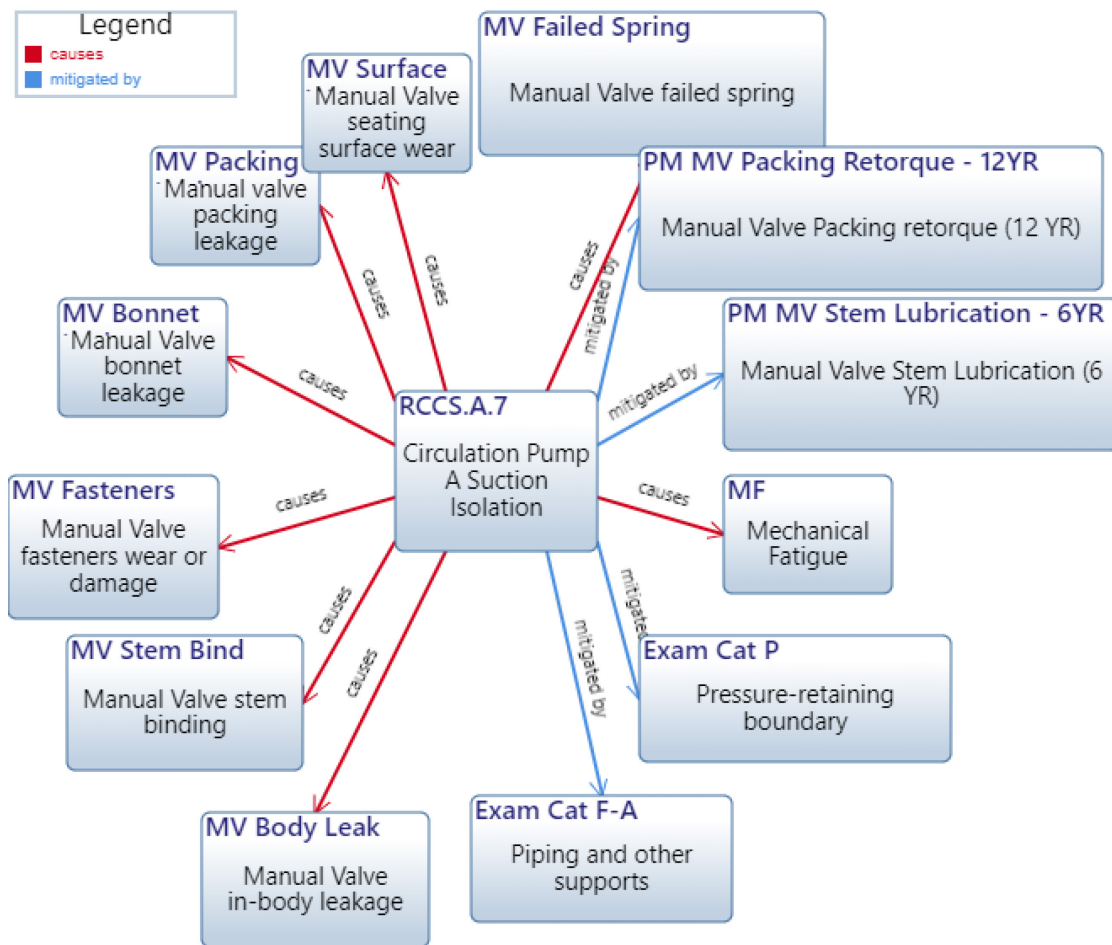 Legend
causes
mitigated by
MV Failed Spring
Manual Valve failed spring
MV Surface
Manual Valve
seating
surface wear
MV Packing
Manual valve
packing
leakage
PM MV Packing Retorque - 12YR
Manual Valve Packing retorque (12 YR)
causes
causes
causes
mitigated by
MV Bonnet
Manual Valve
bonnet
leakage
PM MV Stem Lubrication - 6YR
Manual Valve Stem Lubrication (6
YR)
causes
mitigated by
RCCS.A.7
Circulation Pump
A Suction
Isolation
MV Fasteners
Manual Valve
fasteners wear or
damage
causes
causes
MF
Mechanical
Fatigue
causes
causes
mitigated by
mitigated
MV Stem Bind
Manual Valve stem
binding
Exam Cat P
Pressure-retaining
boundary
MV Body Leak
Manual Valve
in-body leakage
Exam Cat F-A
Piping and other
supports